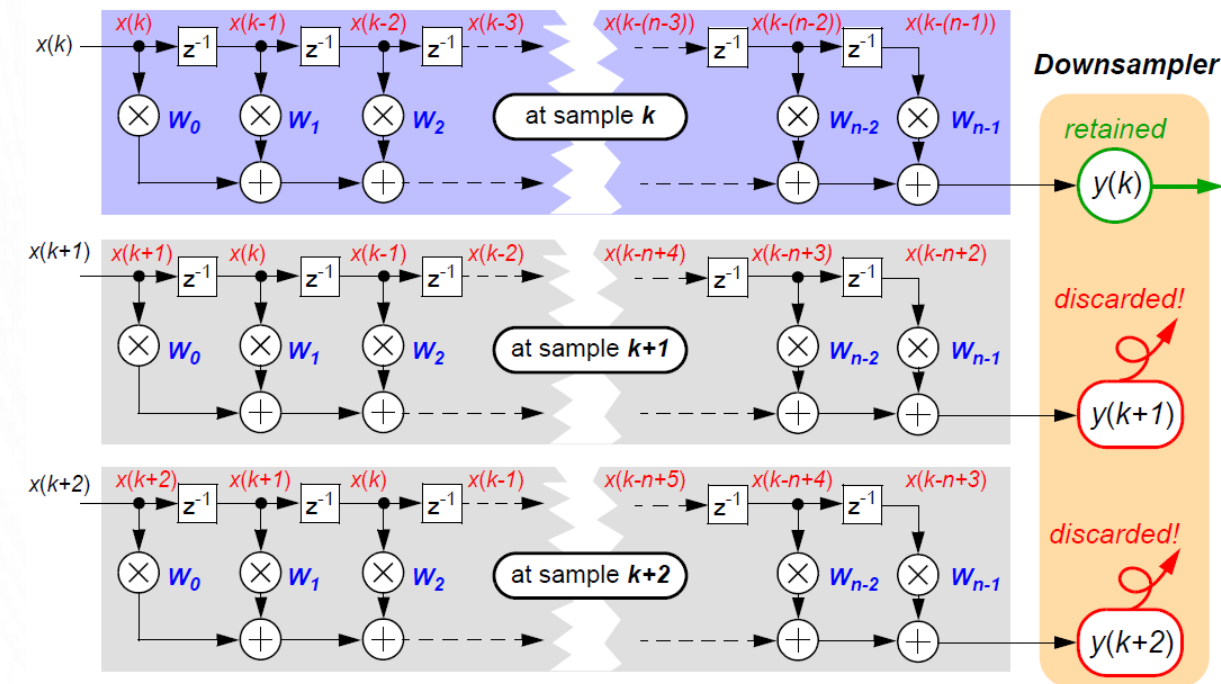 x(k) x(k) x(k-1) x(k-2) x(k-3) x(k-(n-3)) x(k-(n-2)) x(k-(n-1))
z⁻¹ z⁻¹ z⁻¹ z⁻¹ z⁻¹
Downsampler
W₀ W₁ W₂ at sample k Wₙ₋₂ Wₙ₋₁
retained
y(k)
x(k+1) x(k+1) x(k) x(k-1) x(k-2) x(k-n+4) x(k-n+3) x(k-n+2)
z⁻¹ z⁻¹ z⁻¹ z⁻¹ z⁻¹
discarded!
W₀ W₁ W₂ at sample k+1 Wₙ₋₂ Wₙ₋₁
y(k+1)
x(k+2) x(k+2) x(k+1) x(k) x(k-1) x(k-n+5) x(k-n+4) x(k-n+3)
z⁻¹ z⁻¹ z⁻¹ z⁻¹ z⁻¹
discarded!
W₀ W₁ W₂ at sample k+2 Wₙ₋₂ Wₙ₋₁
y(k+2)